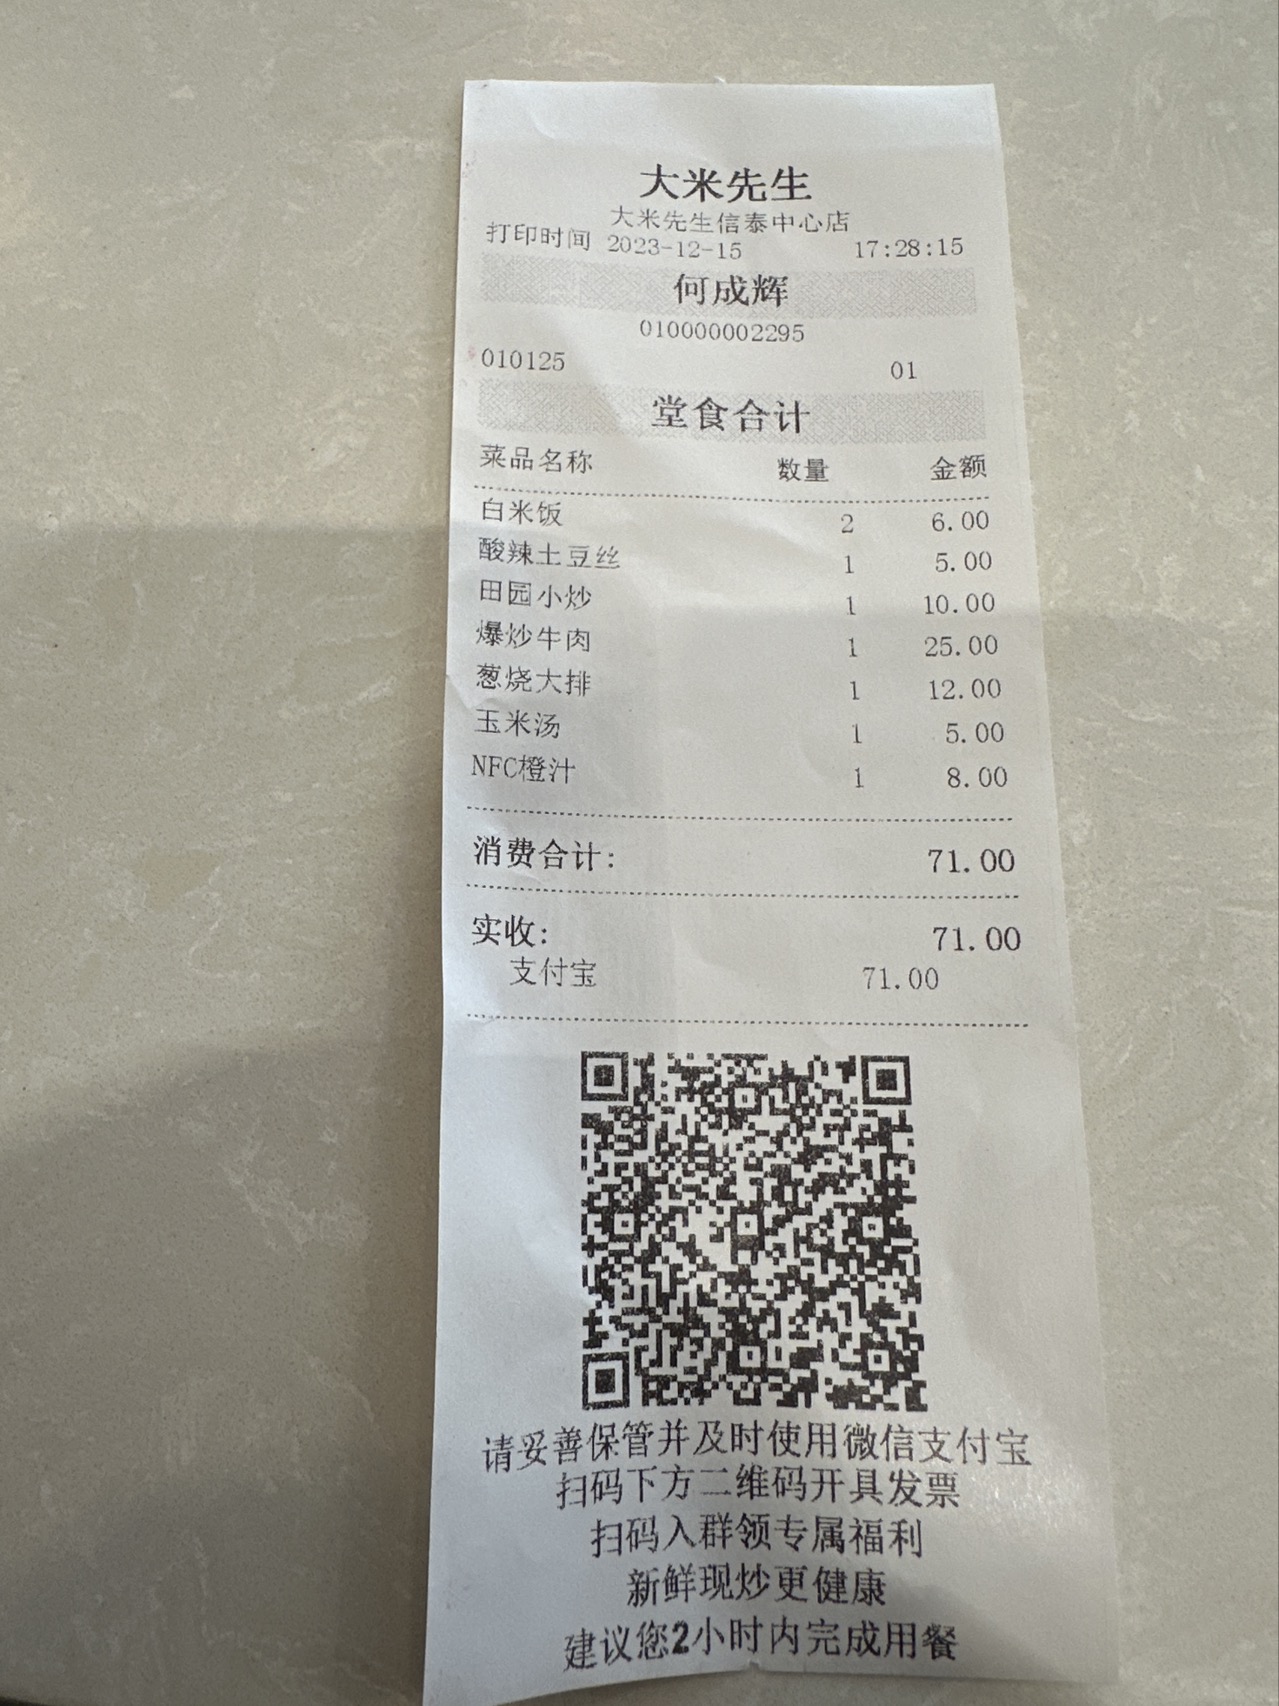 大米先生
大米先生信泰中心店
打印时间 2023-12-15 17:28:15
何成辉
010000002295
010125 01
堂食合计
菜品名称 数量 金额
白米饭 2 6.00
酸辣土豆丝 1 5.00
田园小炒 1 10.00
爆炒牛肉 1 25.00
葱烧大排 1 12.00
玉米汤 1 5.00
NFC橙汁 1 8.00
消费合计: 71.00
实收: 71.00
支付宝 71.00
请妥善保管并及时使用微信支付宝
扫码下方二维码开具发票
扫码入群领专属福利
新鲜现炒更健康
建议您2小时内完成用餐